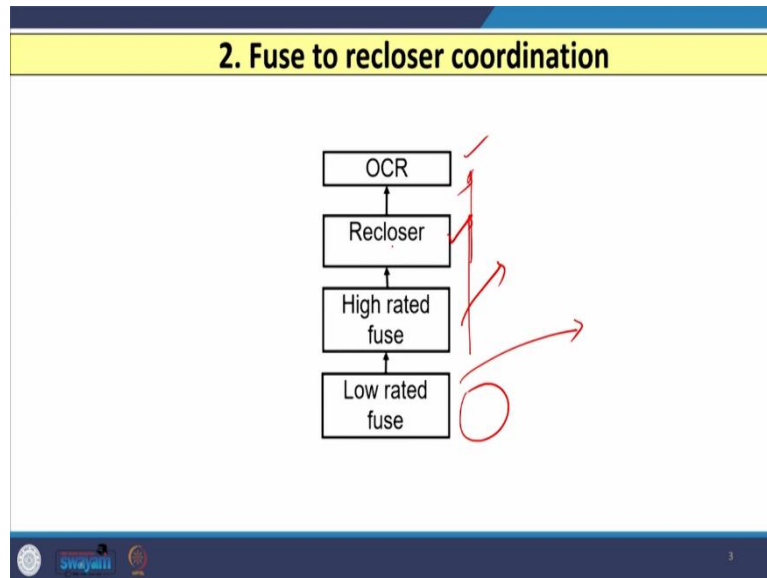 2. Fuse to recloser coordination
OCR
Recloser
High rated
fuse
Low rated
fuse
swayam
3